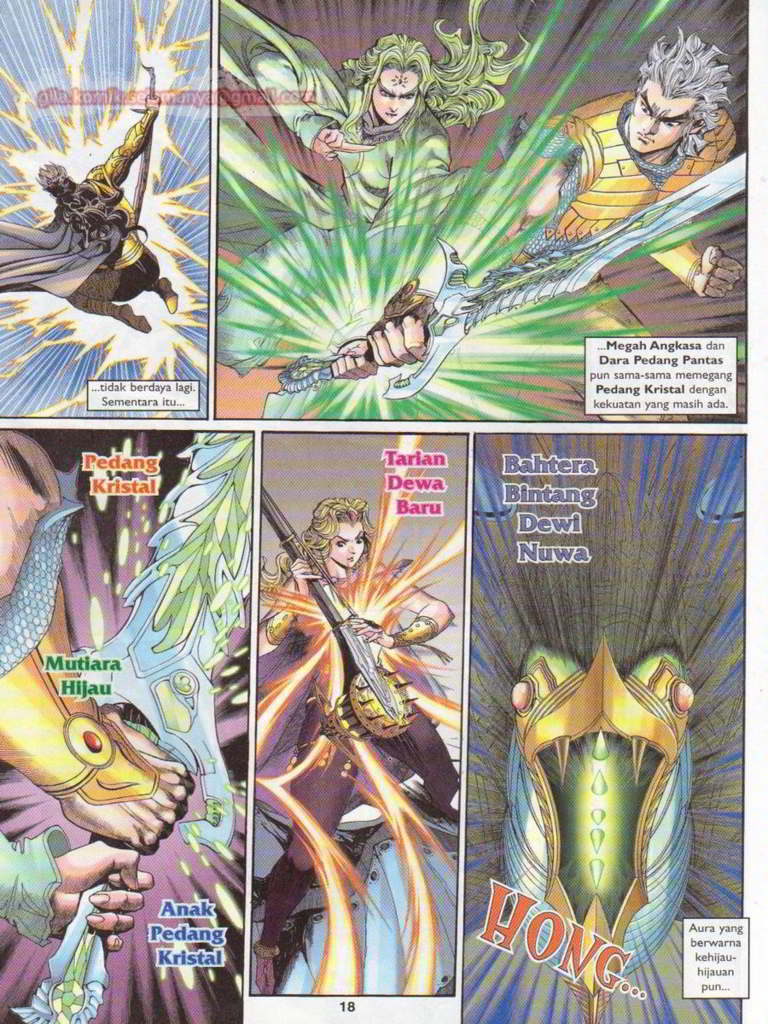 ...tidak berdaya lagi.
Sementara itu...
...Megah Angkasa dan
Dara Pedang Pantas
pun sama-sama memegang
Pedang Kristal dengan
kekuatan yang masih ada.
Pedang
Kristal
Mutiara
Hijau
Anak
Pedang
Kristal
Tarian
Dewa
Baru
Bahtera
Bintang
Dewi
Nuwa
HONG...
Aura yang
berwarna
kehijau-
hijauan
pun...
18